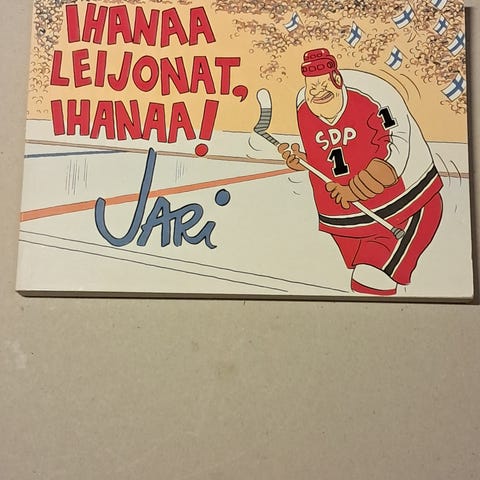 IHANAA
LEIJONAT,
IHANAA!
JARi
SDP
1
1